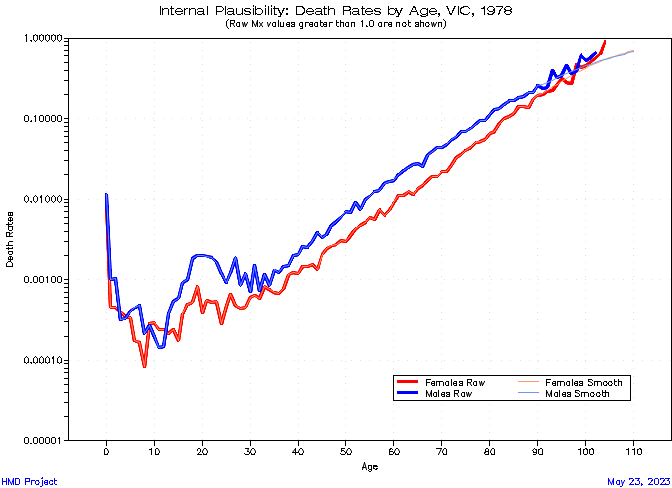 Internal Plausibility: Death Rates by Age, VIC, 1978
(Raw Mx values greater than 1.0 are not shown)
1.00000
0.10000
0.01000
0.00100
0.00010
0.00001
Death Rates
Females Raw
Females Smooth
Males Raw
Males Smooth
0 10 20 30 40 50 60 70 80 90 100 110
Age
HMD Project
May 23, 2023